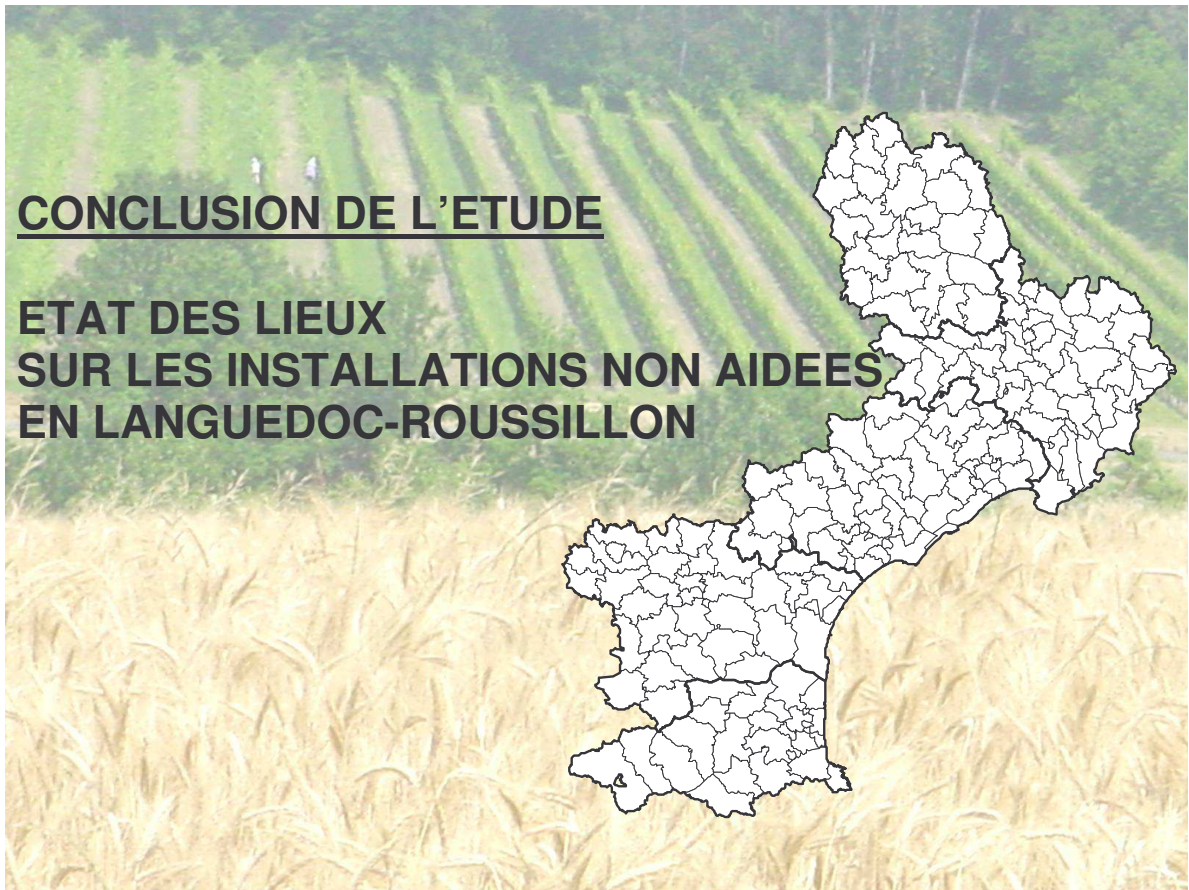 CONCLUSION DE L’ETUDE
ETAT DES LIEUX
SUR LES INSTALLATIONS NON AIDEES
EN LANGUEDOC-ROUSSILLON